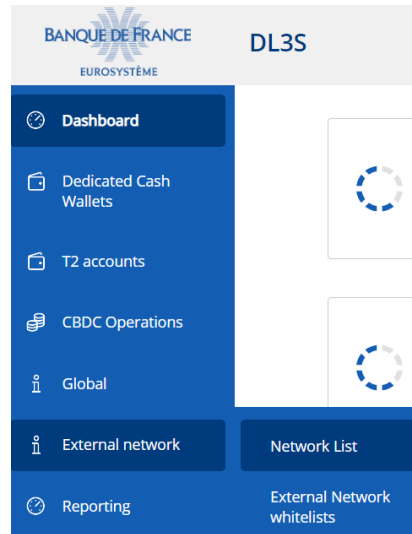 BANQUE DE FRANCE
EUROSYSTÈME
DL3S
Dashboard
Dedicated Cash
Wallets
T2 accounts
CBDC Operations
Global
External network
Network List
Reporting
External Network
whitelists